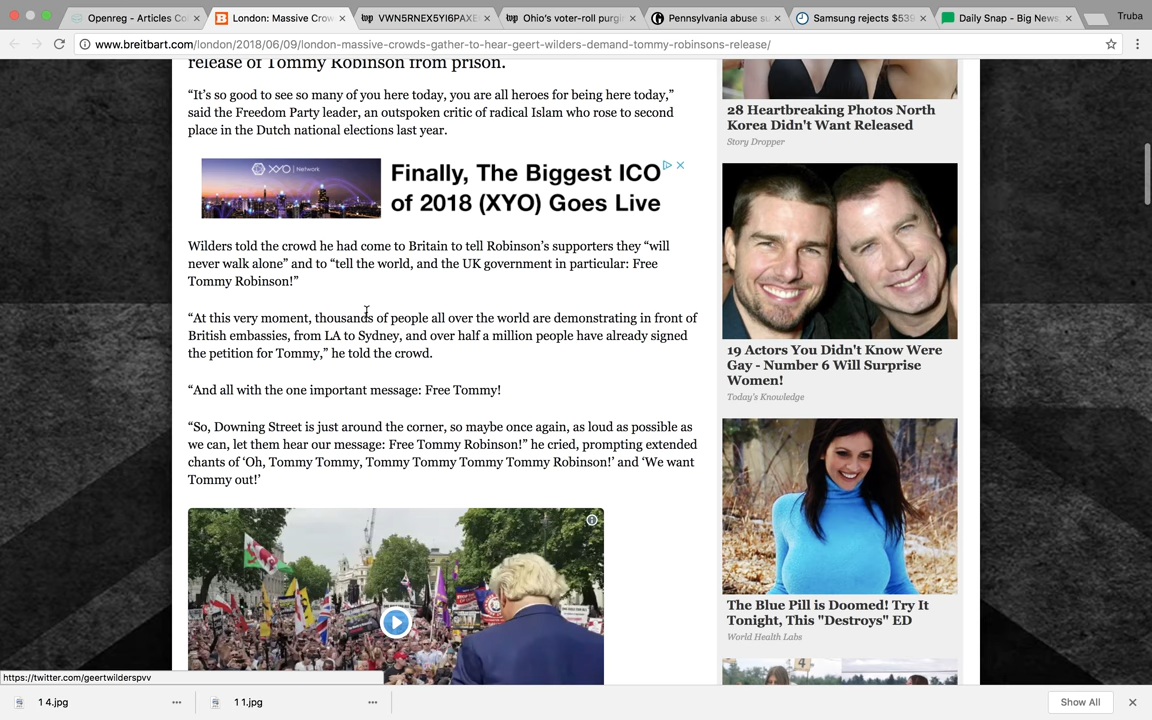 Openreg - Articles Co
London: Massive Crow
VWN5RNEX5YI6PAXE
Ohio's voter-roll purgin
Pennsylvania abuse su
Samsung rejects $539
Daily Snap - Big News,
Truba
www.breitbart.com/london/2018/06/09/london-massive-crowds-gather-to-hear-geert-wilders-demand-tommy-robinsons-release/
release of Tommy Robinson from prison.
“It’s so good to see so many of you here today, you are all heroes for being here today,”
said the Freedom Party leader, an outspoken critic of radical Islam who rose to second
place in the Dutch national elections last year.
XYO | Network
Finally, The Biggest ICO
of 2018 (XYO) Goes Live
Wilders told the crowd he had come to Britain to tell Robinson’s supporters they “will
never walk alone” and to “tell the world, and the UK government in particular: Free
Tommy Robinson!”
“At this very moment, thousands of people all over the world are demonstrating in front of
British embassies, from LA to Sydney, and over half a million people have already signed
the petition for Tommy,” he told the crowd.
“And all with the one important message: Free Tommy!
“So, Downing Street is just around the corner, so maybe once again, as loud as possible as
we can, let them hear our message: Free Tommy Robinson!” he cried, prompting extended
chants of ‘Oh, Tommy Tommy, Tommy Tommy Tommy Tommy Robinson!’ and ‘We want
Tommy out!’
28 Heartbreaking Photos North
Korea Didn't Want Released
Story Dropper
19 Actors You Didn't Know Were
Gay - Number 6 Will Surprise
Women!
Today's Knowledge
The Blue Pill is Doomed! Try It
Tonight, This "Destroys" ED
World Health Labs
4
https://twitter.com/geertwilderspvv
1 4.jpg
1 1.jpg
Show All